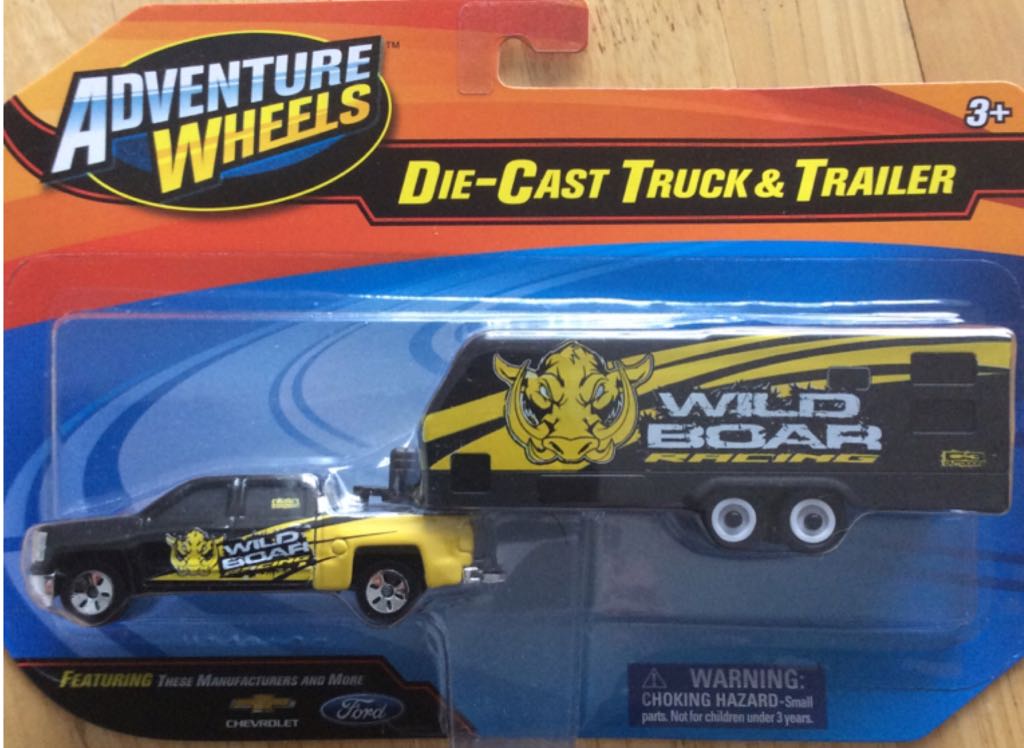 ADVENTURE
WHEELS
™
3+
DIE-CAST TRUCK & TRAILER
WILD
BOAR
RACING
WILD
BOAR
RACING
FEATURING THESE MANUFACTURERS AND MORE
CHEVROLET
Ford
WARNING:
CHOKING HAZARD-Small
parts. Not for children under 3 years.